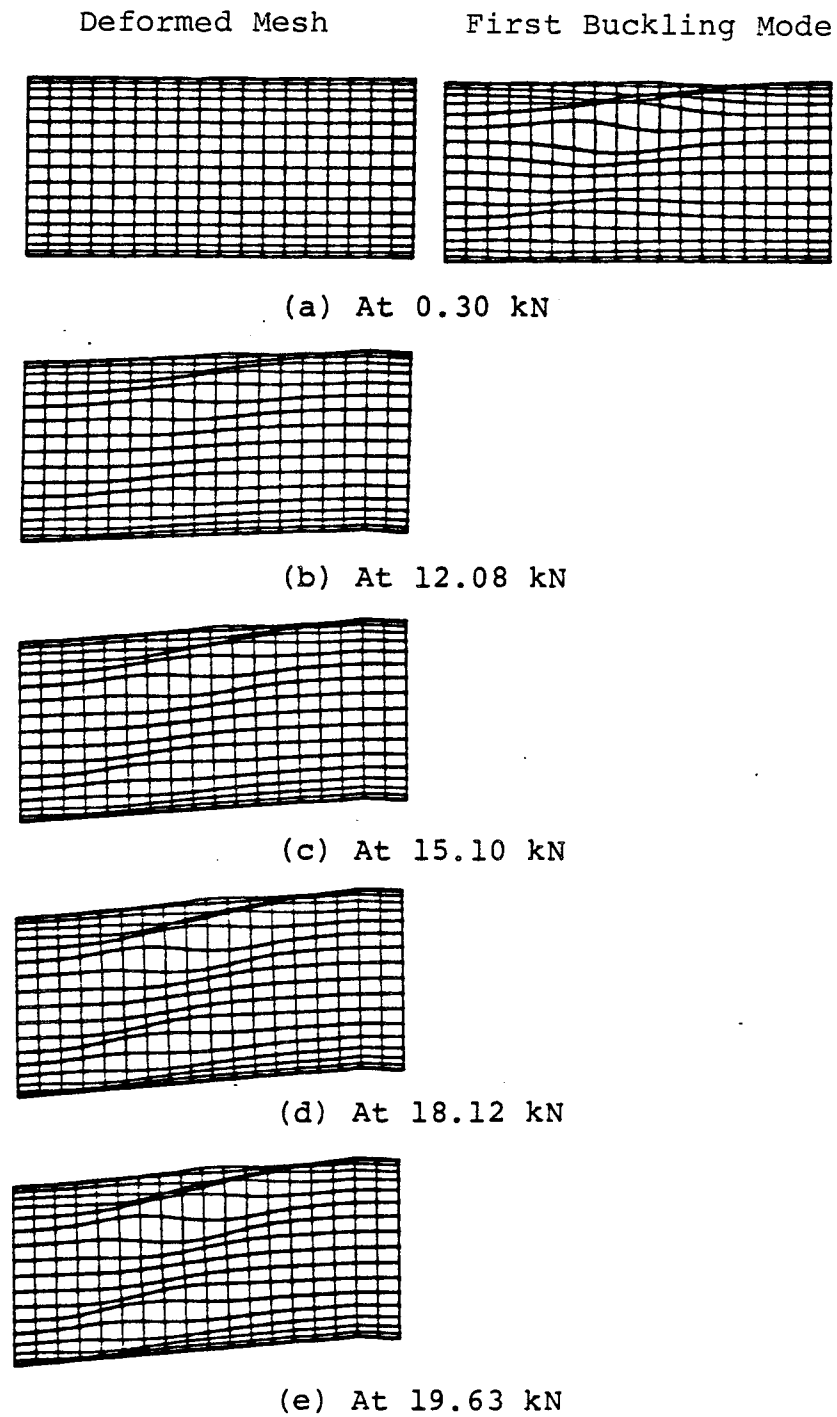 Deformed Mesh First Buckling Mode
(a) At 0.30 kN
(b) At 12.08 kN
(c) At 15.10 kN
(d) At 18.12 kN
(e) At 19.63 kN